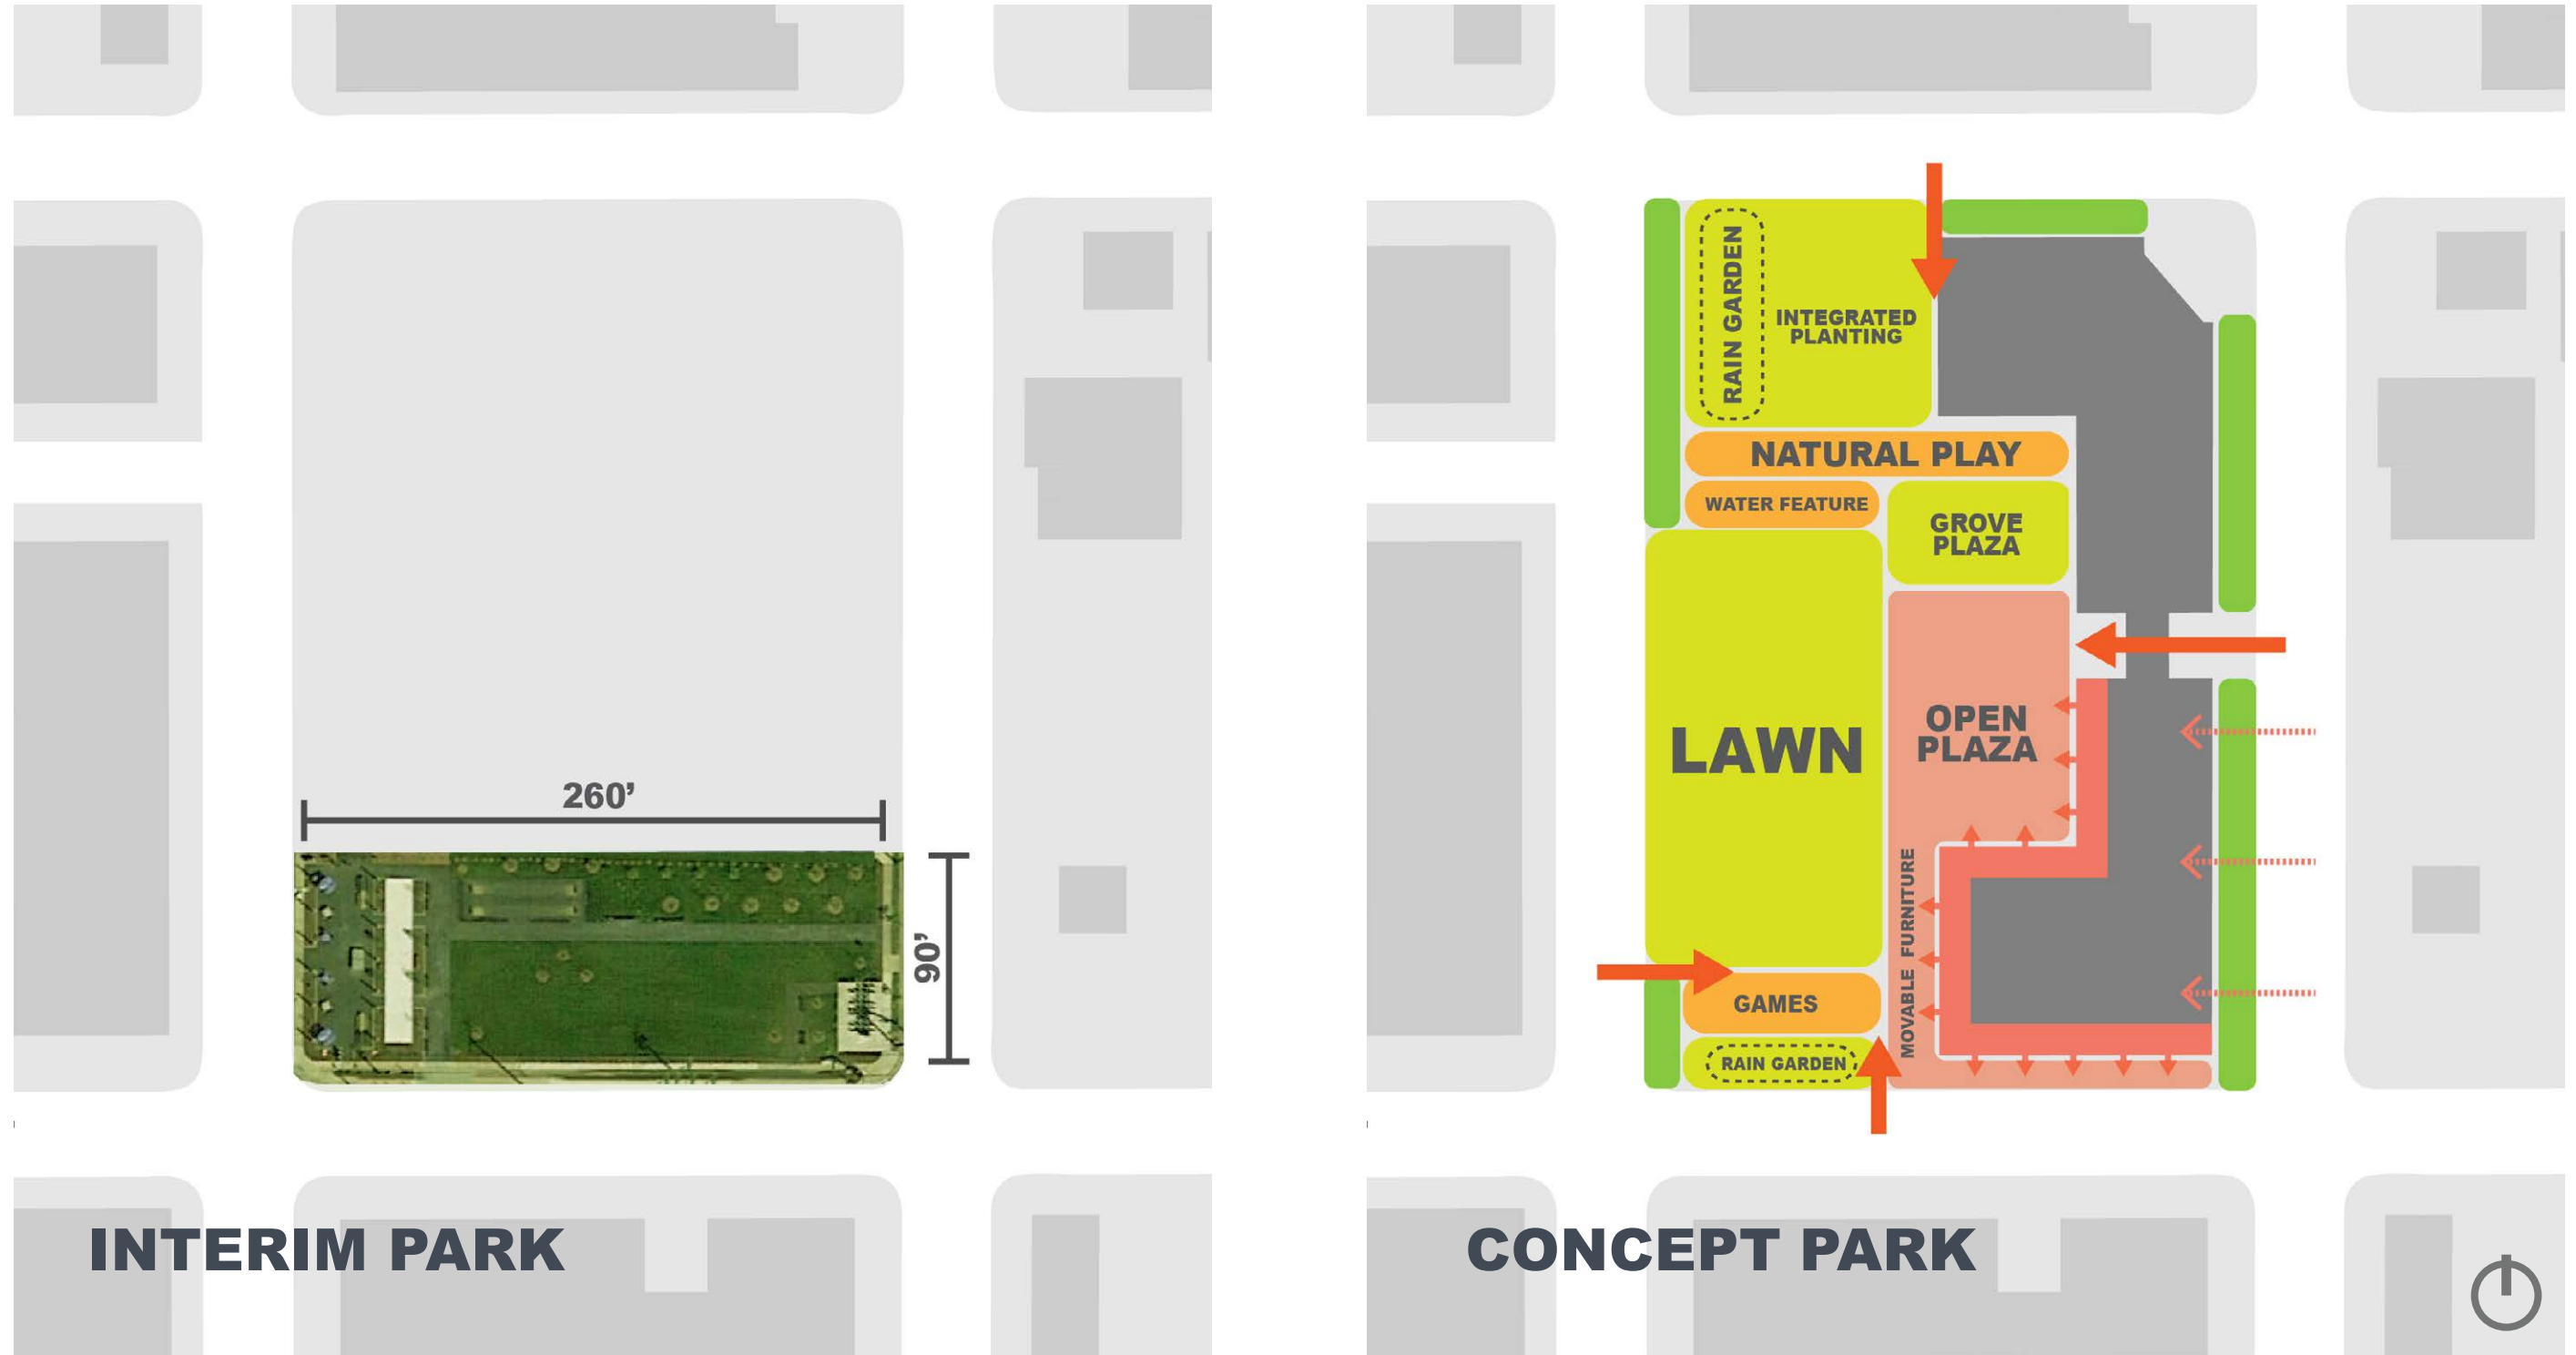 260’
90’
INTERIM PARK
RAIN GARDEN
INTEGRATED
PLANTING
NATURAL PLAY
WATER FEATURE
GROVE
PLAZA
LAWN
OPEN
PLAZA
MOVABLE FURNITURE
GAMES
RAIN GARDEN
CONCEPT PARK